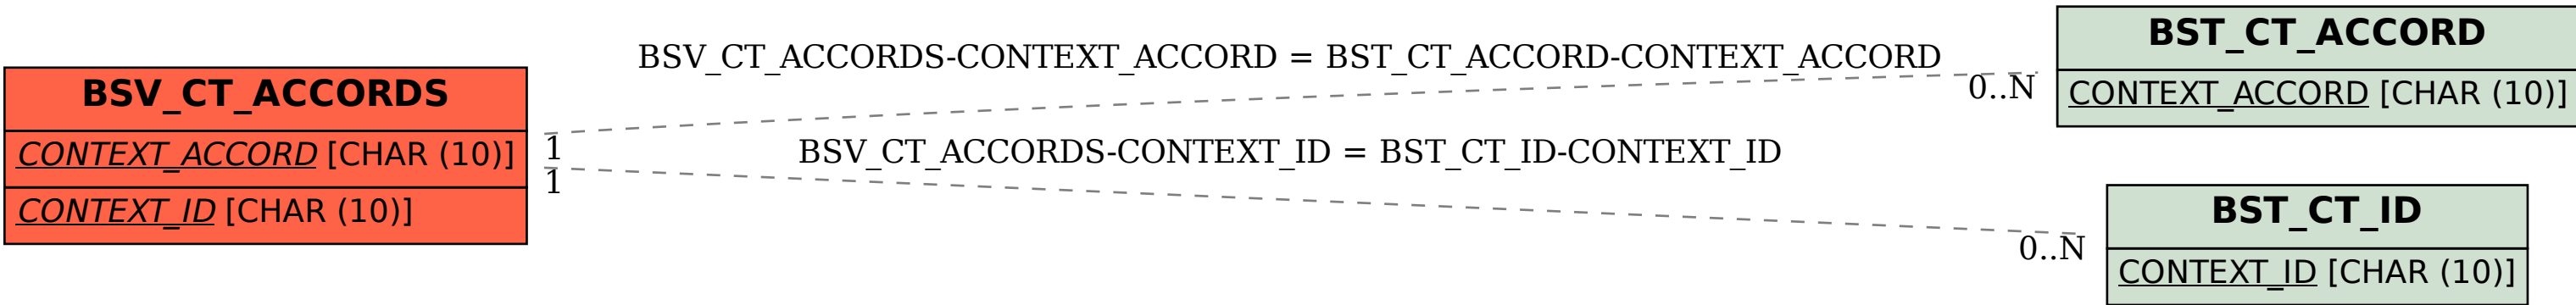 BSV_CT_ACCORDS
CONTEXT_ACCORD [CHAR (10)]
CONTEXT_ID [CHAR (10)]
BSV_CT_ACCORDS-CONTEXT_ACCORD = BST_CT_ACCORD-CONTEXT_ACCORD
1
0..N
BSV_CT_ACCORDS-CONTEXT_ID = BST_CT_ID-CONTEXT_ID
1
0..N
BST_CT_ACCORD
CONTEXT_ACCORD [CHAR (10)]
BST_CT_ID
CONTEXT_ID [CHAR (10)]